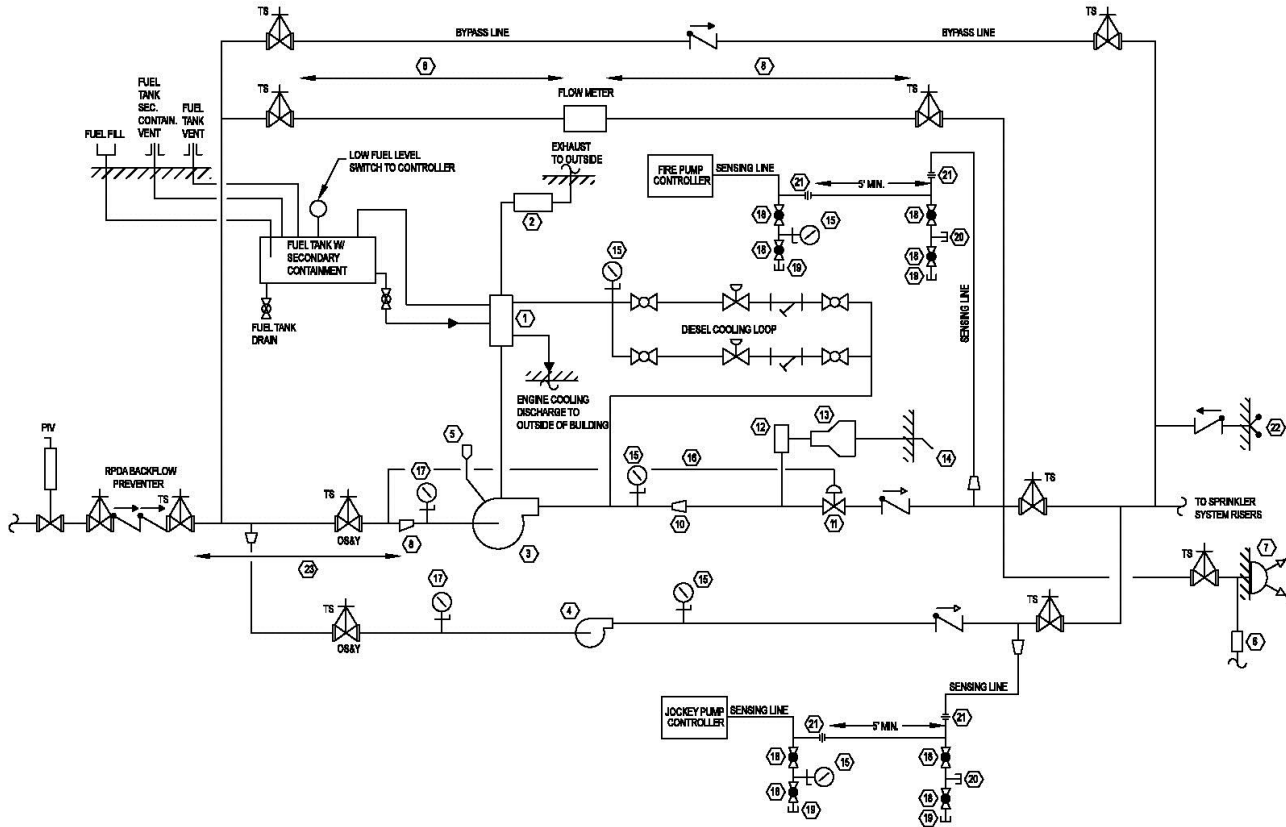 TS
TS
BYPASS LINE
BYPASS LINE
8
8
FLOW METER
TS
TS
FUEL
TANK
SEC.
CONTAIN.
VENT
FUEL
TANK
VENT
FUEL FILL
LOW FUEL LEVEL
SWITCH TO CONTROLLER
EXHAUST
TO OUTSIDE
2
FIRE PUMP
CONTROLLER
SENSING LINE
21
5' MIN.
21
18
15
18
20
18
19
18
19
FUEL TANK W/
SECONDARY
CONTAINMENT
FUEL TANK
DRAIN
15
1
DIESEL COOLING LOOP
SENSING LINE
ENGINE COOLING
DISCHARGE TO
OUTSIDE OF BUILDING
PIV
RPDA BACKFLOW
PREVENTER
TS
TS
OS&Y
5
17
8
3
15
16
10
12
13
14
11
TS
22
TO SPRINKLER
SYSTEM RISERS
23
TS
OS&Y
17
4
15
TS
TS
7
6
SENSING LINE
JOCKEY PUMP
CONTROLLER
SENSING LINE
21
5' MIN.
21
19
15
18
19
18
20
18
19